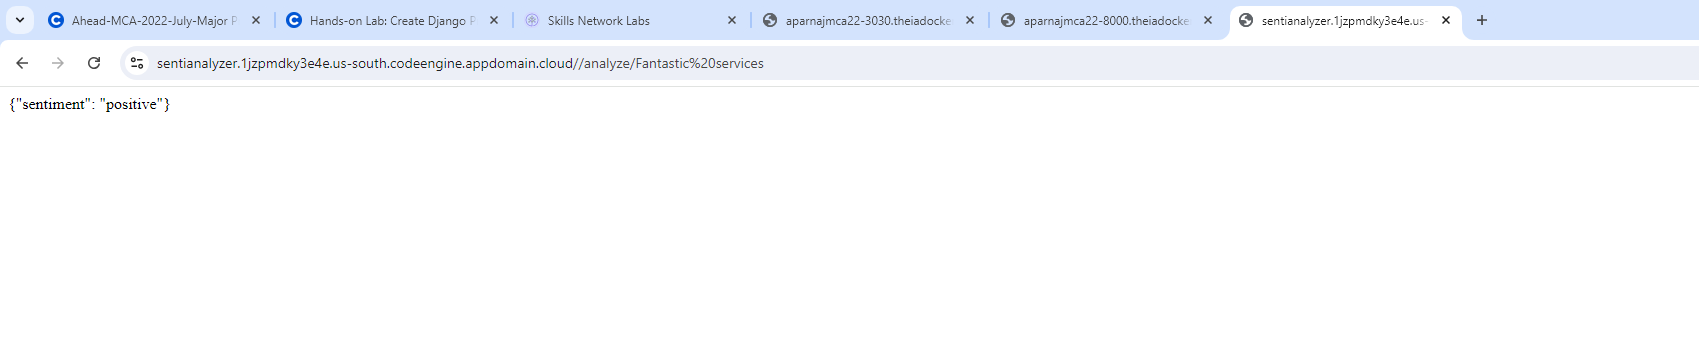 Ahead-MCA-2022-July-Major P
Hands-on Lab: Create Django P
Skills Network Labs
aparnajmca22-3030.theiadocke
aparnajmca22-8000.theiadocke
sentianalyzer.1jzpmdky3e4e.us-
sentianalyzer.1jzpmdky3e4e.us-south.codeengine.appdomain.cloud//analyze/Fantastic%20services
{"sentiment": "positive"}